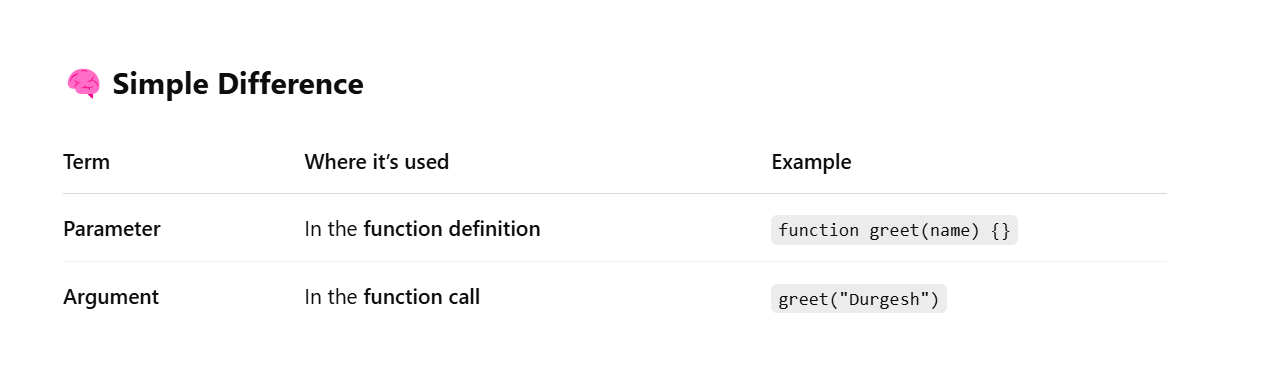 🧠 Simple Difference
Term Where it’s used Example
Parameter In the function definition function greet(name) {}
Argument In the function call greet("Durgesh")